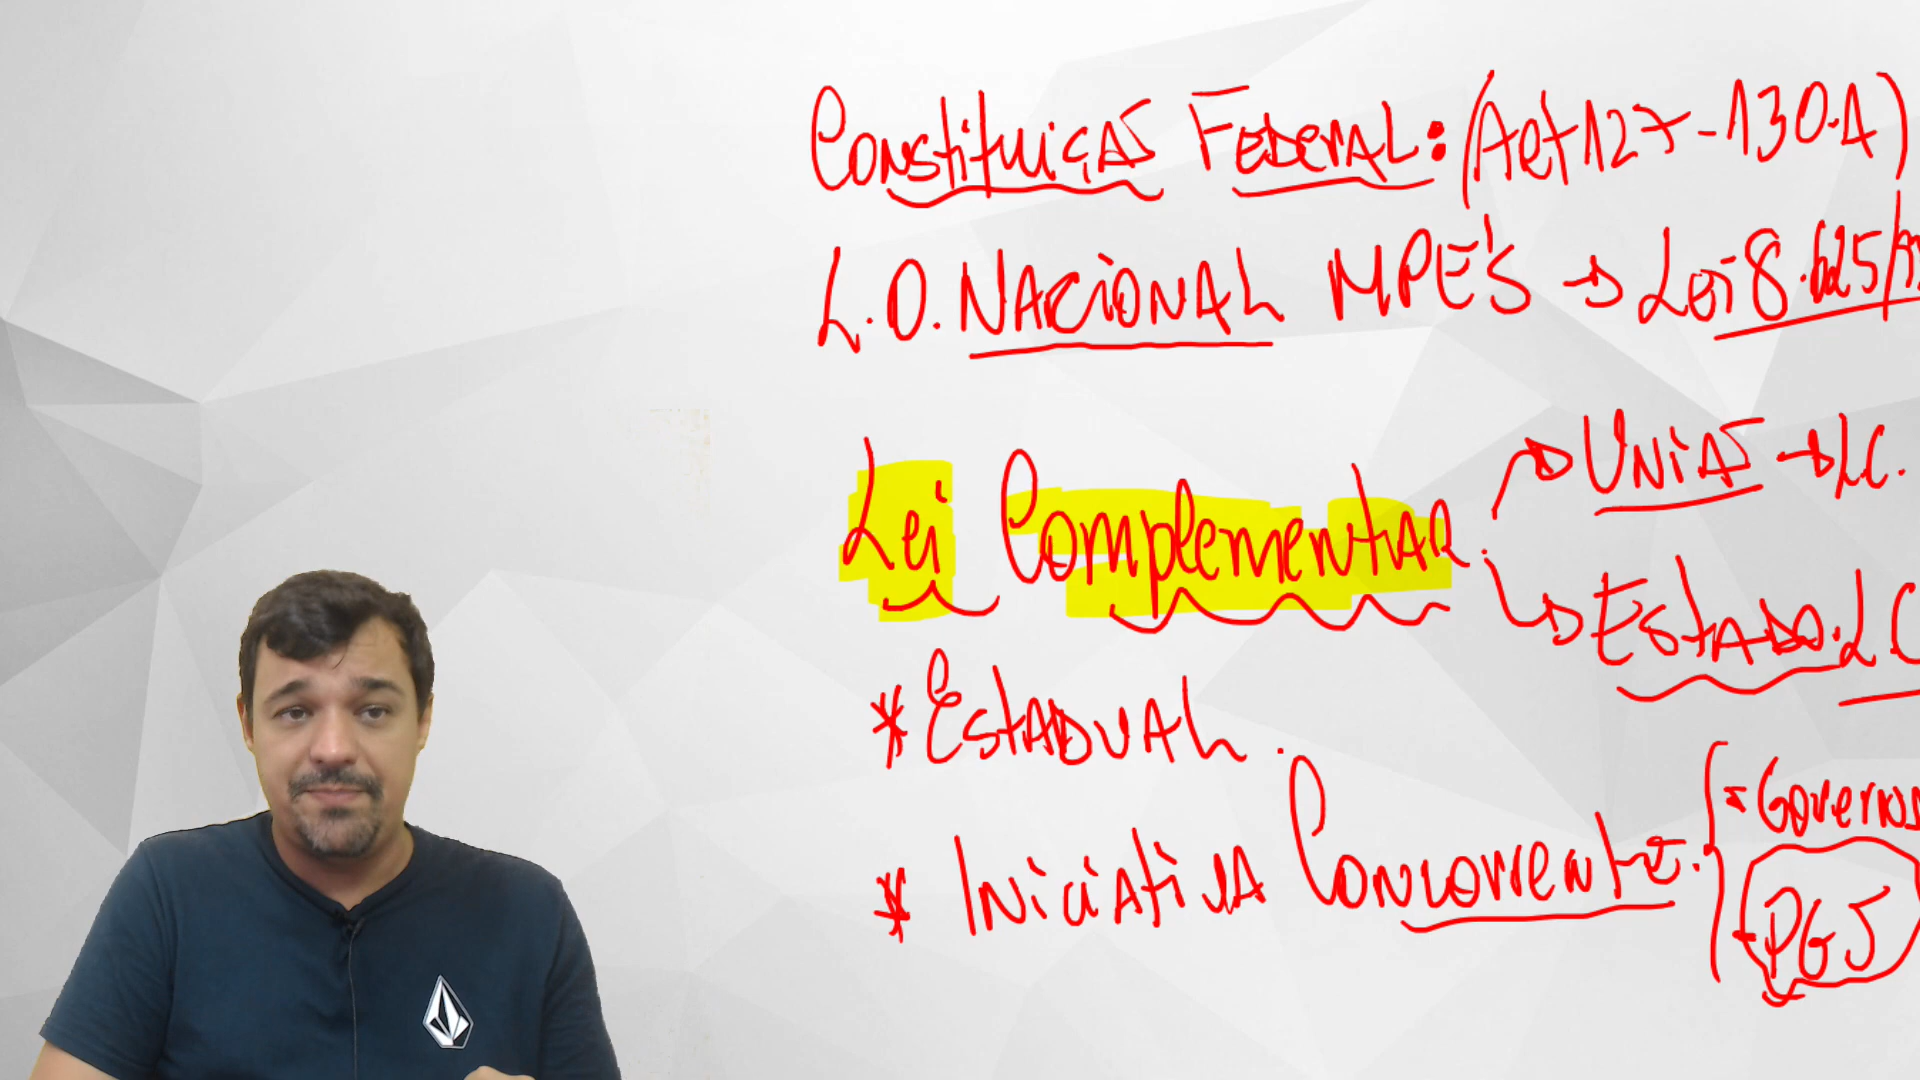 Constituição Federal: (Art 127-130-A)
L.O. NACIONAL MPE'S → Lei 8.625/
Lei Complementar.
→ União → LC.
→ Estado. LC
* Estadual.
* Iniciativa Concorrente.
* Governa
- PGJ